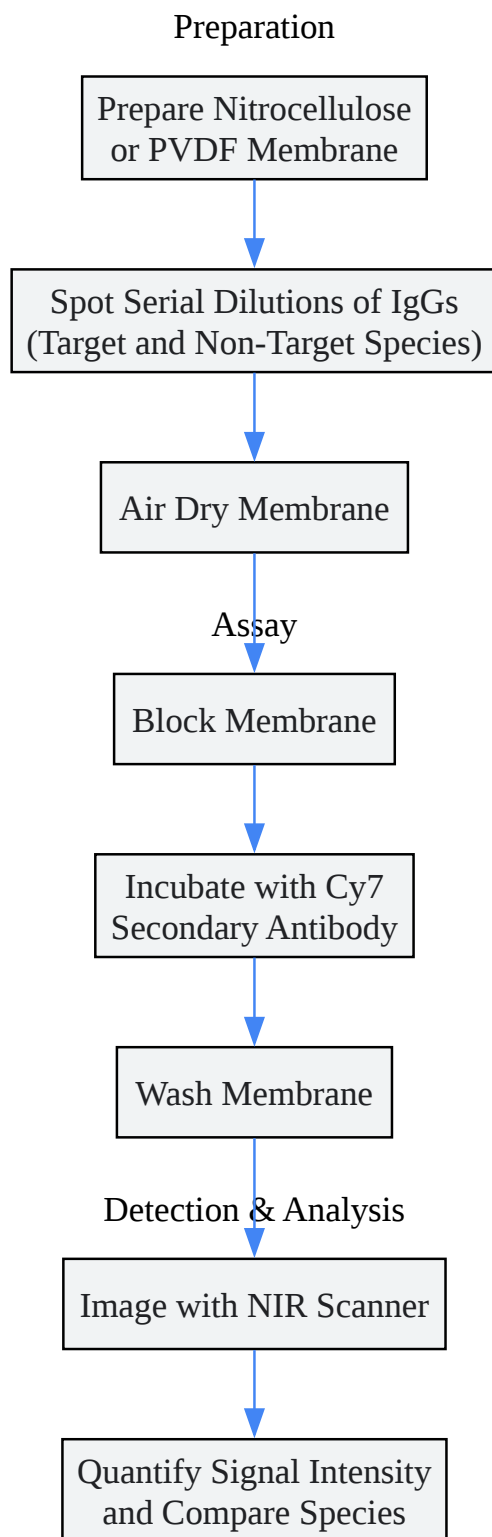 Preparation
Prepare Nitrocellulose
or PVDF Membrane
Spot Serial Dilutions of IgGs
(Target and Non-Target Species)
Air Dry Membrane
Assay
Block Membrane
Incubate with Cy7
Secondary Antibody
Wash Membrane
Detection & Analysis
Image with NIR Scanner
Quantify Signal Intensity
and Compare Species